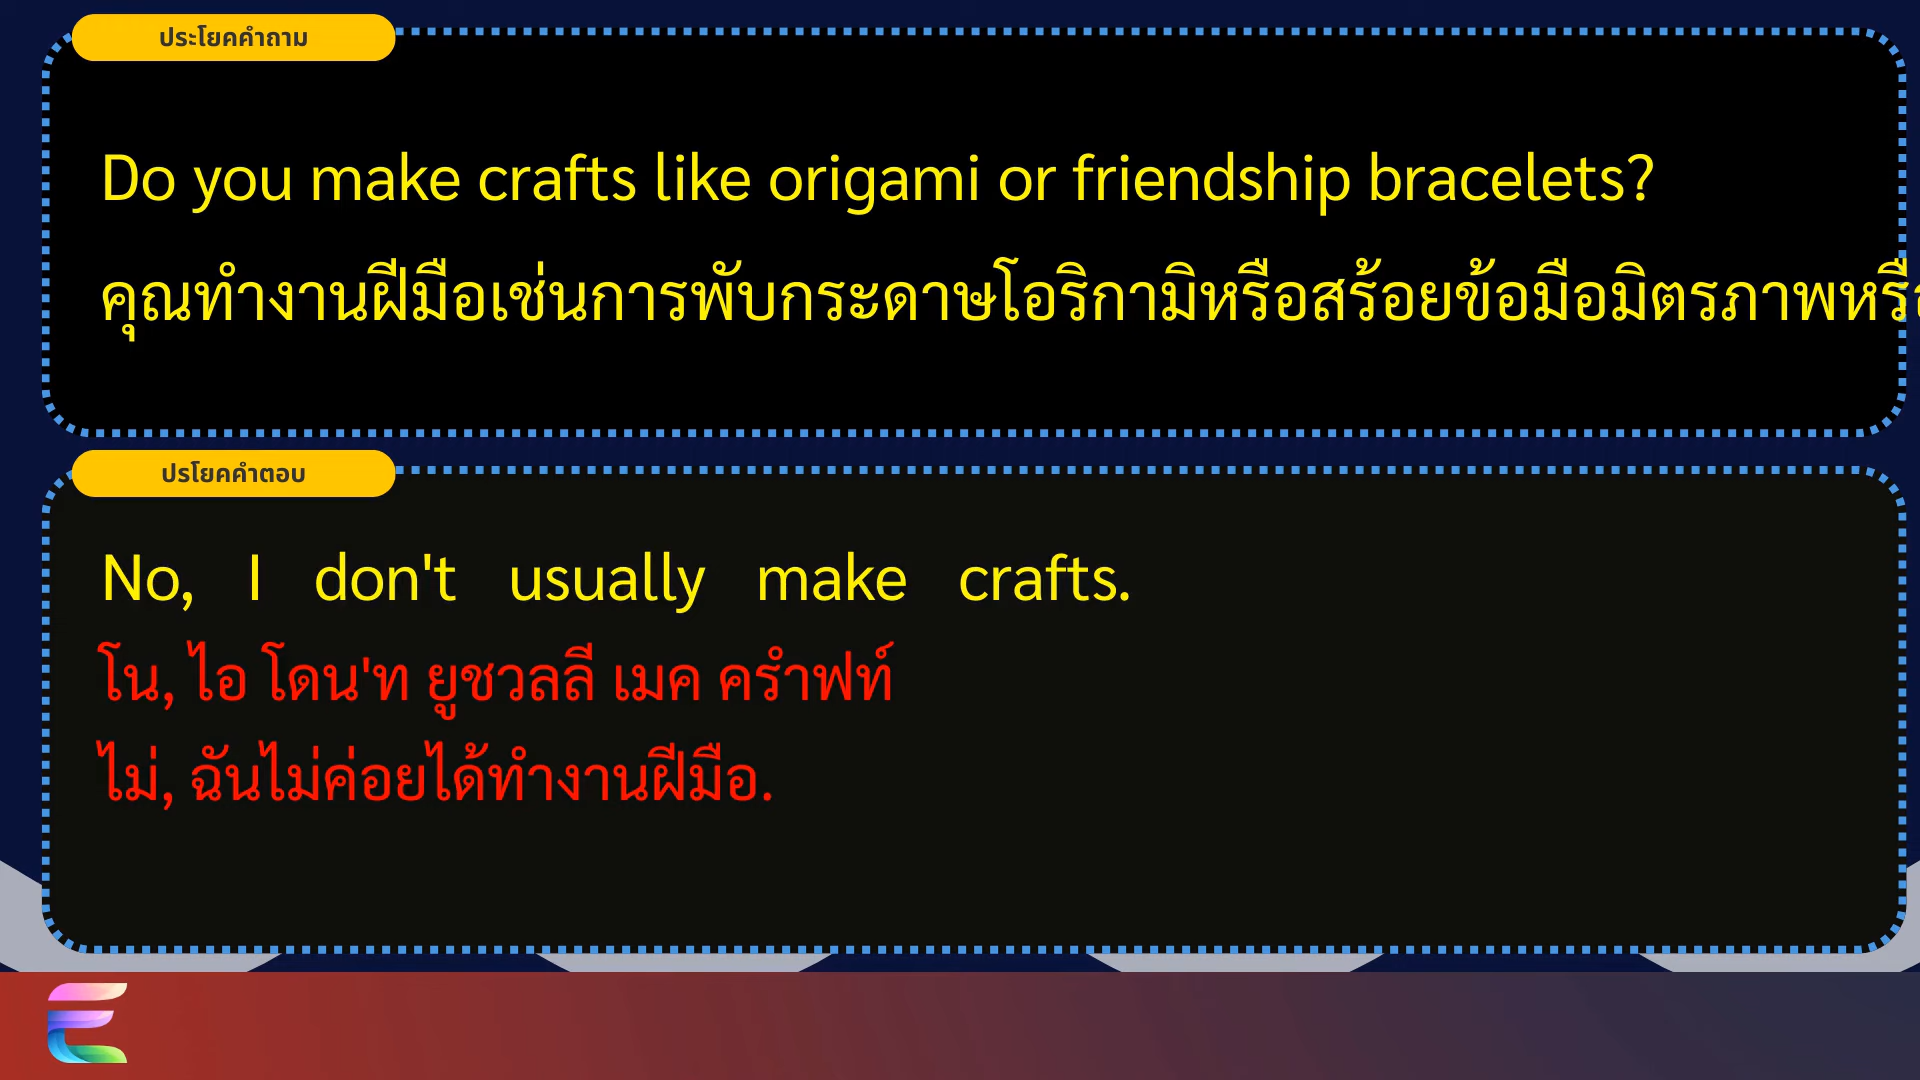 ประโยคคำถาม
Do you make crafts like origami or friendship bracelets?
คุณทำงานฝีมือเช่นการพับกระดาษโอริกามิหรือสร้อยข้อมือมิตรภาพหรือ
ปรโยคคำตอบ
No, I don't usually make crafts.
โน, ไอ โดน'ท ยูชวลลี เมค ครำฟท์
ไม่, ฉันไม่ค่อยได้ทำงานฝีมือ.